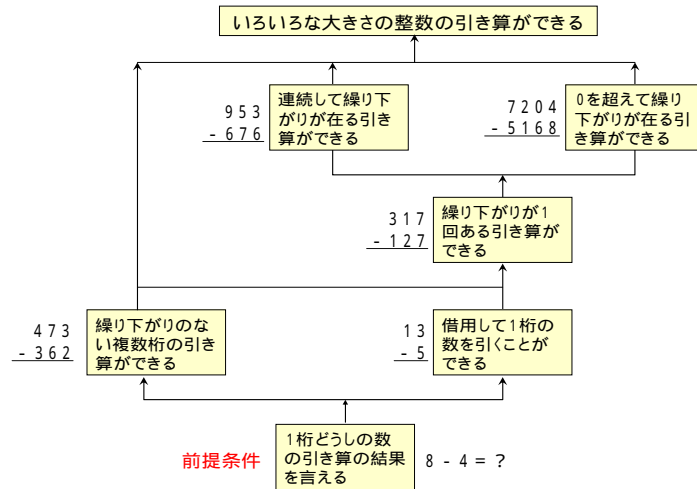 いろいろな大きさの整数の引き算ができる
953
-676
連続して繰り下
がりが在る引き
算ができる
7204
-5168
0を超えて繰り
下がりが在る引
き算ができる
317
-127
繰り下がりが1
回ある引き算が
できる
473
-362
繰り下がりのな
い複数桁の引き
算ができる
13
-5
借用して1桁の
数を引くことが
できる
前提条件
1桁どうしの数
の引き算の結果
を言える
8-4=?